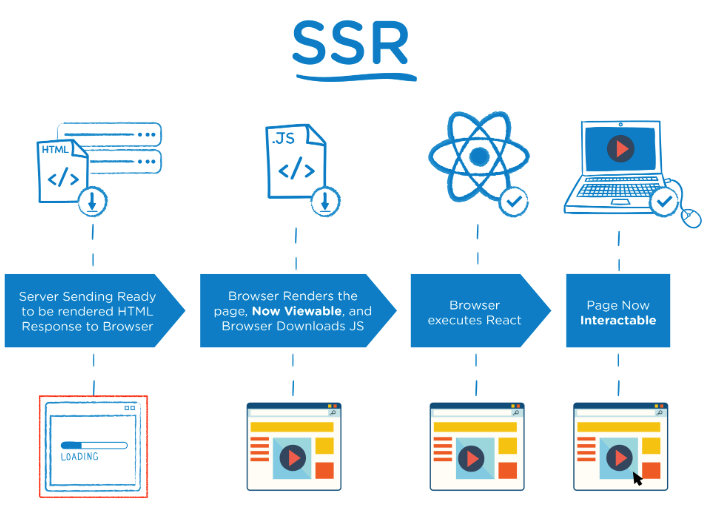 SSR
HTML
</>
.JS
</>
Server Sending Ready
to be rendered HTML
Response to Browser
Browser Renders the
page, Now Viewable, and
Browser Downloads JS
Browser
executes React
Page Now
Interactable
LOADING